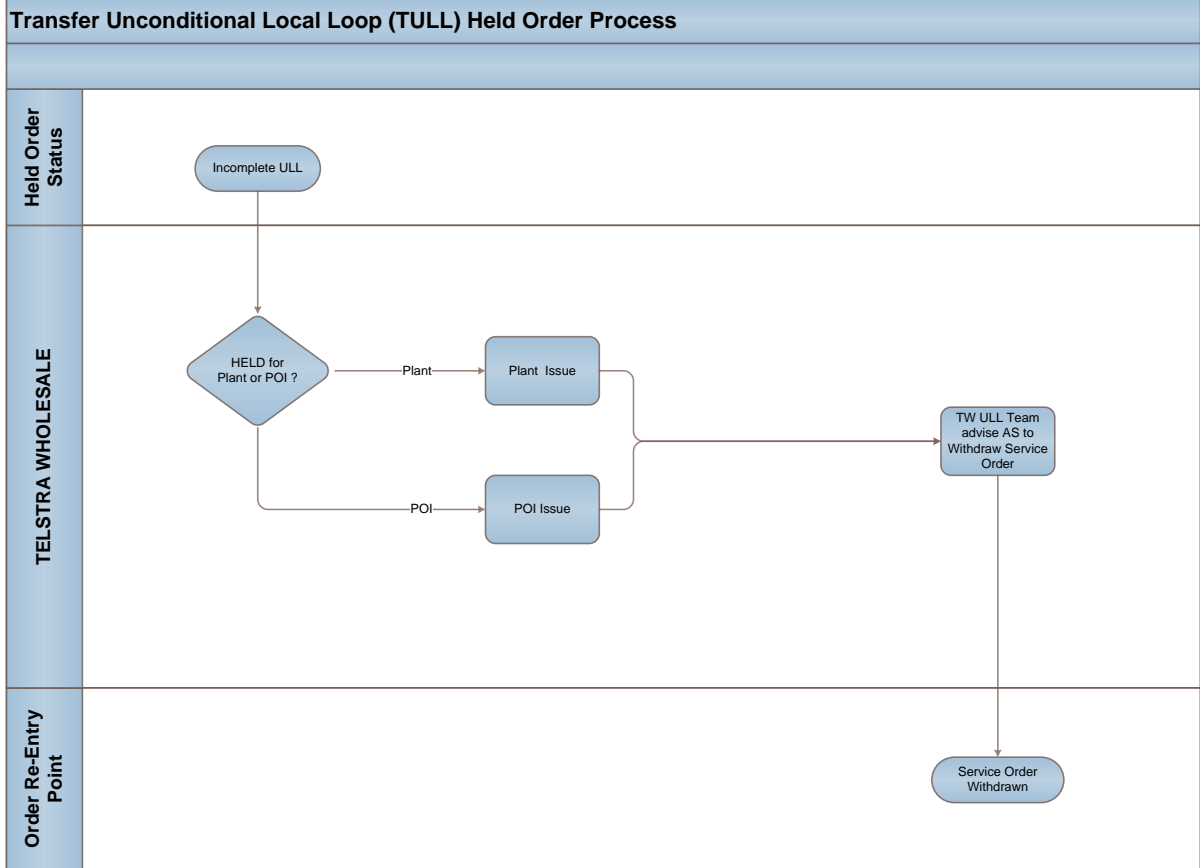 Transfer Unconditional Local Loop (TULL) Held Order Process
Held Order
Status
Incomplete ULL
TELSTRA WHOLESALE
HELD for
Plant or POI ?
Plant
Plant Issue
POI
POI Issue
TW ULL Team
advise AS to
Withdraw Service
Order
Order Re-Entry
Point
Service Order
Withdrawn